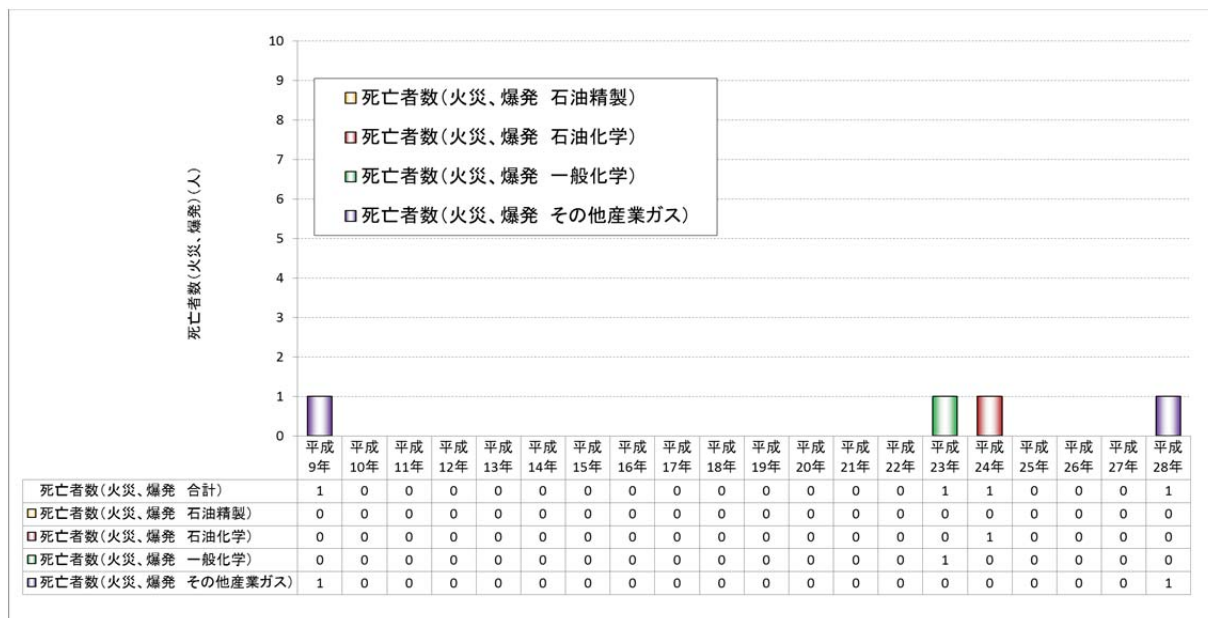 10
9
8
7
6
5
4
3
2
1
0
死亡者数(火災、爆発)(人)
死亡者数(火災、爆発　石油精製)
死亡者数(火災、爆発　石油化学)
死亡者数(火災、爆発　一般化学)
死亡者数(火災、爆発　その他産業ガス)
平成 平成 平成 平成 平成 平成 平成 平成 平成 平成 平成 平成 平成 平成 平成 平成 平成 平成 平成 平成
9年 10年 11年 12年 13年 14年 15年 16年 17年 18年 19年 20年 21年 22年 23年 24年 25年 26年 27年 28年
死亡者数(火災、爆発　合計) 1 0 0 0 0 0 0 0 0 0 0 0 0 0 1 1 0 0 0 1
死亡者数(火災、爆発　石油精製) 0 0 0 0 0 0 0 0 0 0 0 0 0 0 0 0 0 0 0 0
死亡者数(火災、爆発　石油化学) 0 0 0 0 0 0 0 0 0 0 0 0 0 0 0 1 0 0 0 0
死亡者数(火災、爆発　一般化学) 0 0 0 0 0 0 0 0 0 0 0 0 0 0 1 0 0 0 0 0
死亡者数(火災、爆発　その他産業ガス) 1 0 0 0 0 0 0 0 0 0 0 0 0 0 0 0 0 0 0 1